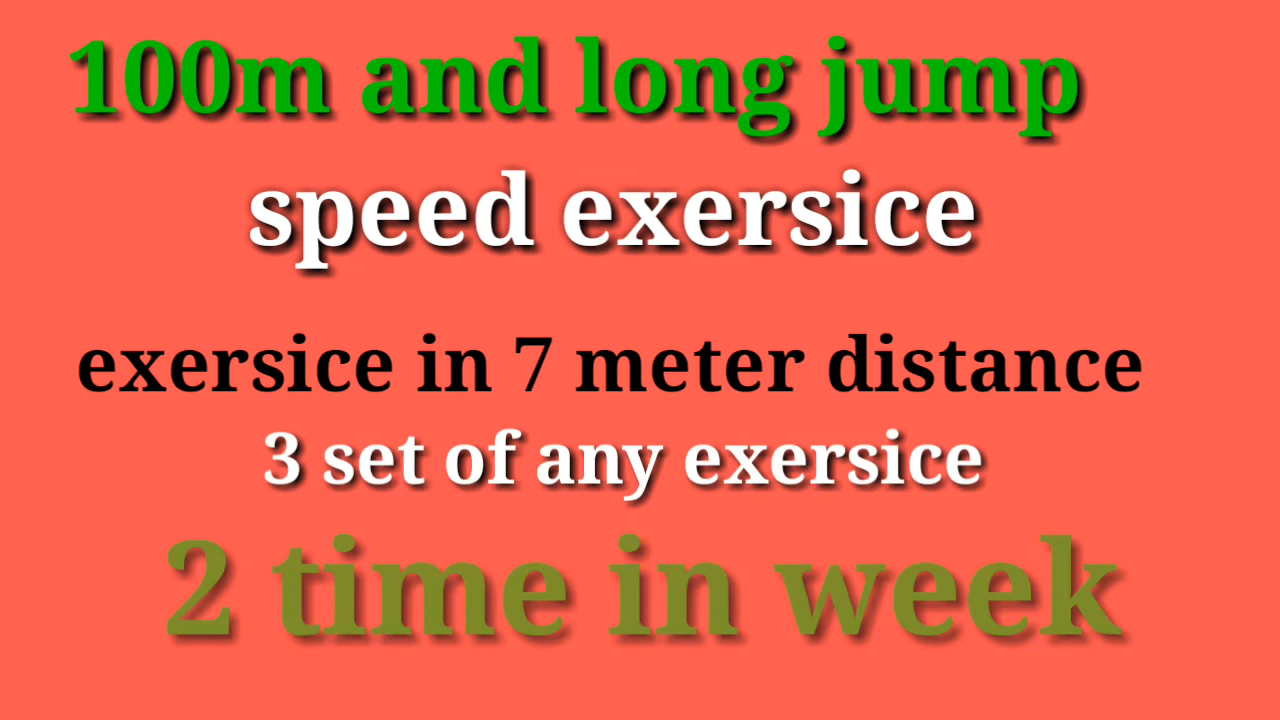 100m and long jump
speed exersice
exersice in 7 meter distance
3 set of any exersice
2 time in week